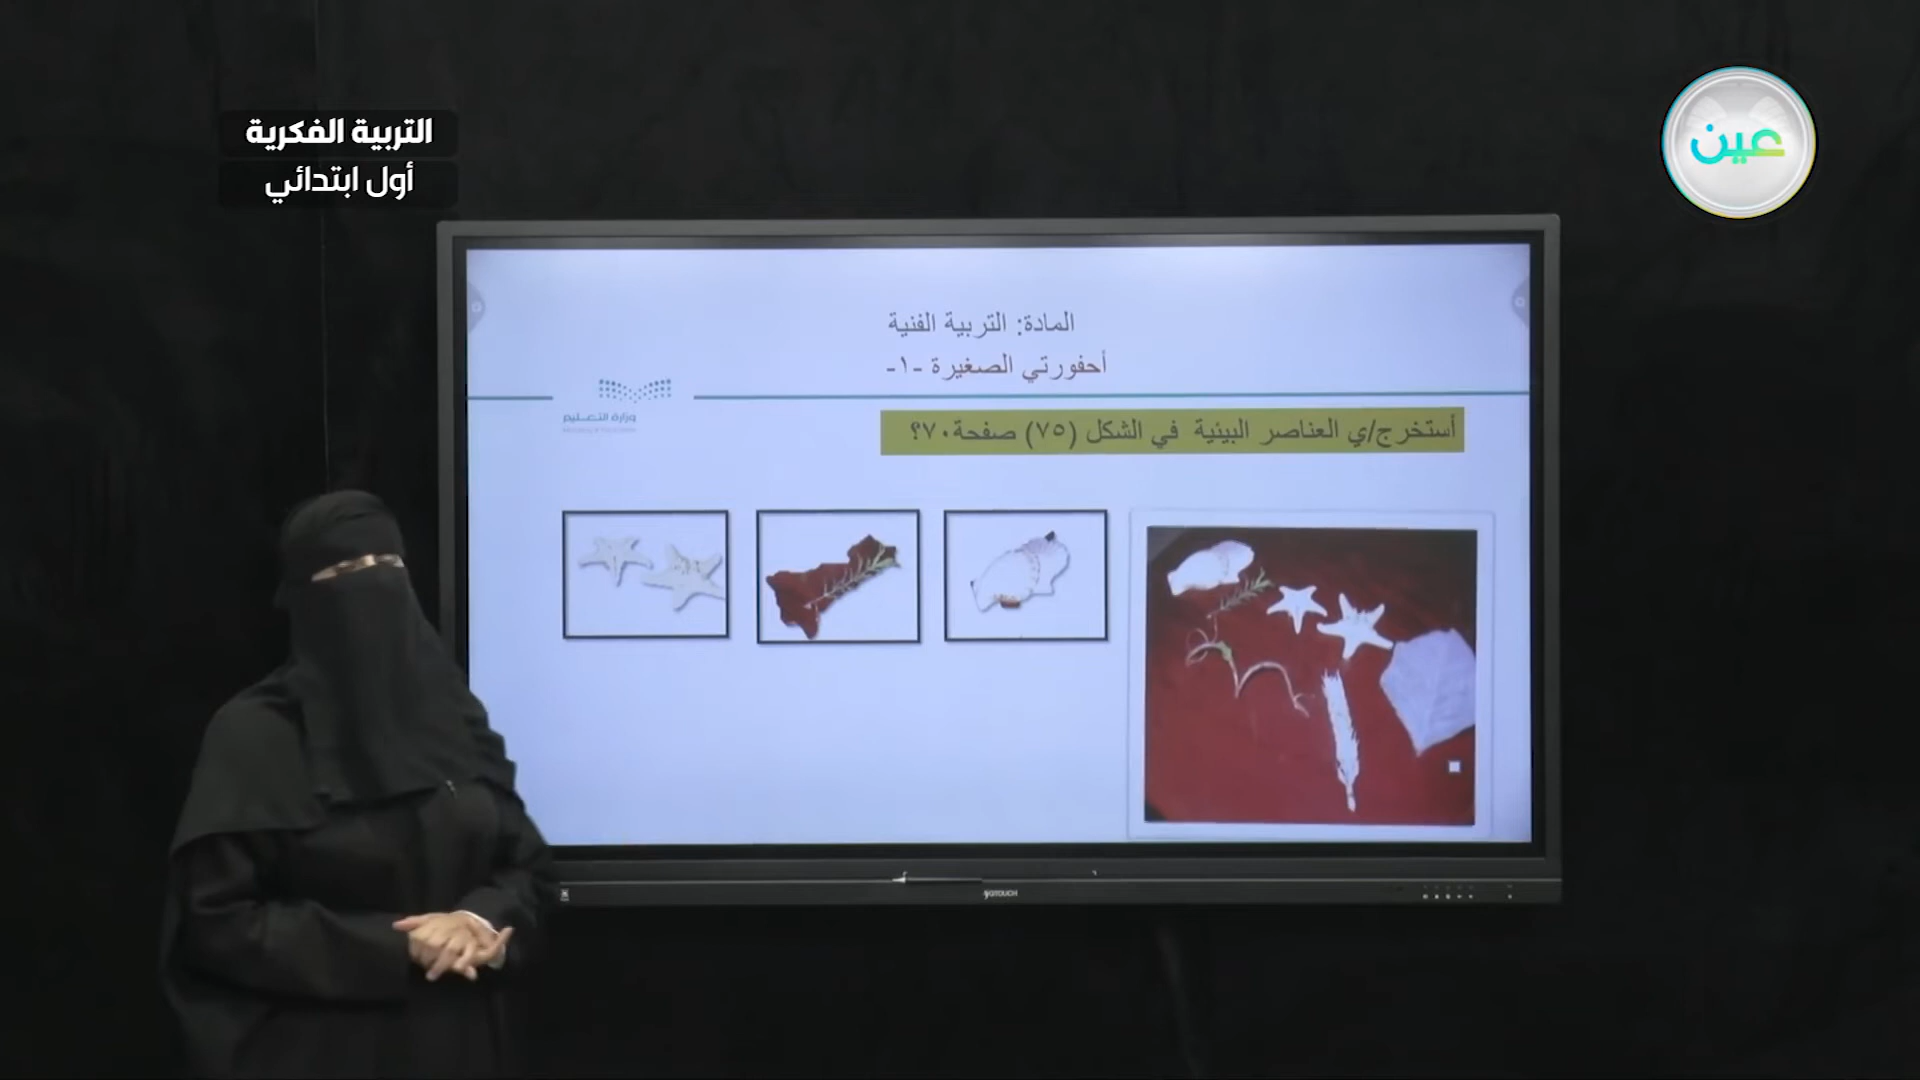 التربية الفكرية
أول ابتدائي
عين
المادة: التربية الفنية
أحفورتي الصغيرة -١-
وزارة التعليم
أستخرج/ي العناصر البيئية في الشكل (٧٥) صفحة٧٠؟